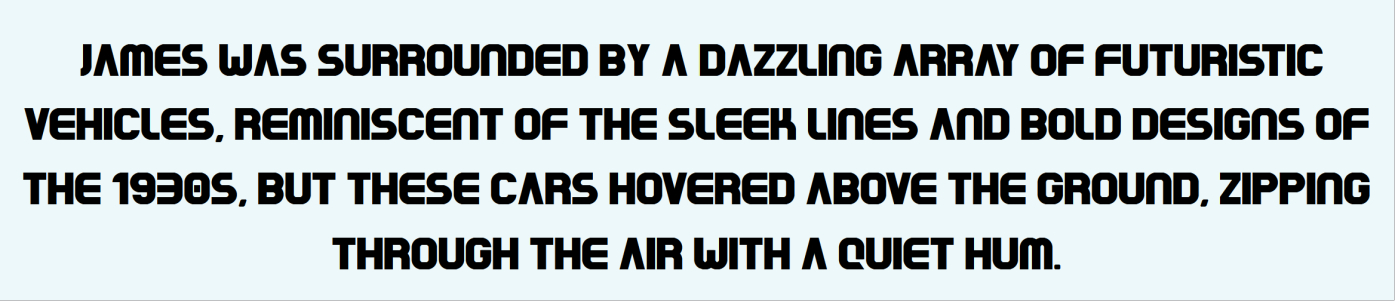 JAMES WAS SURROUNDED BY A DAZZLING ARRAY OF FUTURISTIC
VEHICLES, REMINISCENT OF THE SLEEK LINES AND BOLD DESIGNS OF
THE 1930S, BUT THESE CARS HOVERED ABOVE THE GROUND, ZIPPING
THROUGH THE AIR WITH A QUIET HUM.